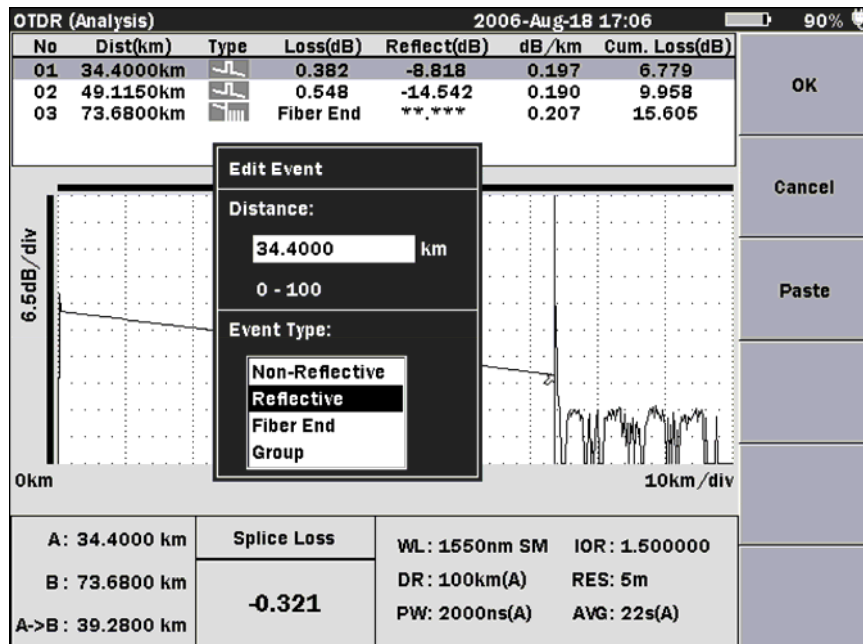 OTDR (Analysis) 2006-Aug-18 17:06 90%
No Dist(km) Type Loss(dB) Reflect(dB) dB/km Cum. Loss(dB)
01 34.4000km 0.382 -8.818 0.197 6.779
02 49.1150km 0.548 -14.542 0.190 9.958
03 73.6800km Fiber End **.*** 0.207 15.605
OK
Cancel
Paste
Edit Event
Distance:
34.4000 km
0 - 100
Event Type:
Non-Reflective
Reflective
Fiber End
Group
6.5dB/div
0km 10km/div
A: 34.4000 km
B: 73.6800 km
A->B: 39.2800 km
Splice Loss
-0.321
WL: 1550nm SM IOR: 1.500000
DR: 100km(A) RES: 5m
PW: 2000ns(A) AVG: 22s(A)